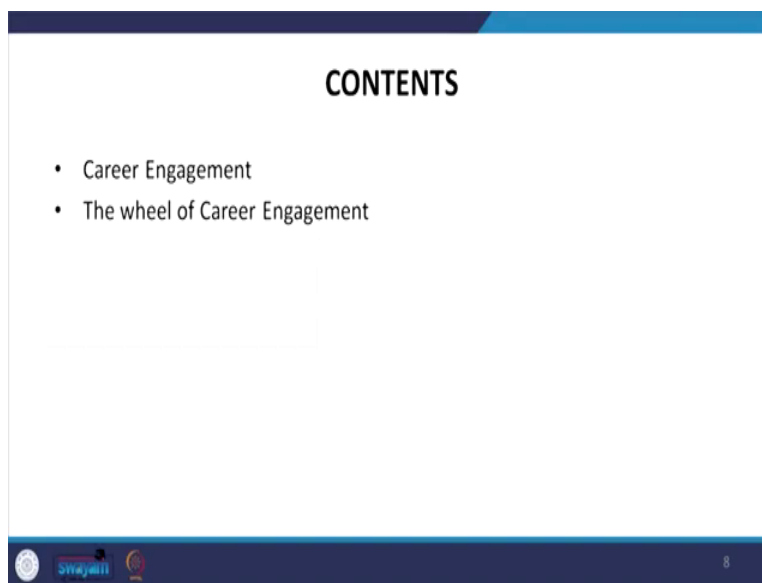 CONTENTS
• Career Engagement
• The wheel of Career Engagement
swayam
8